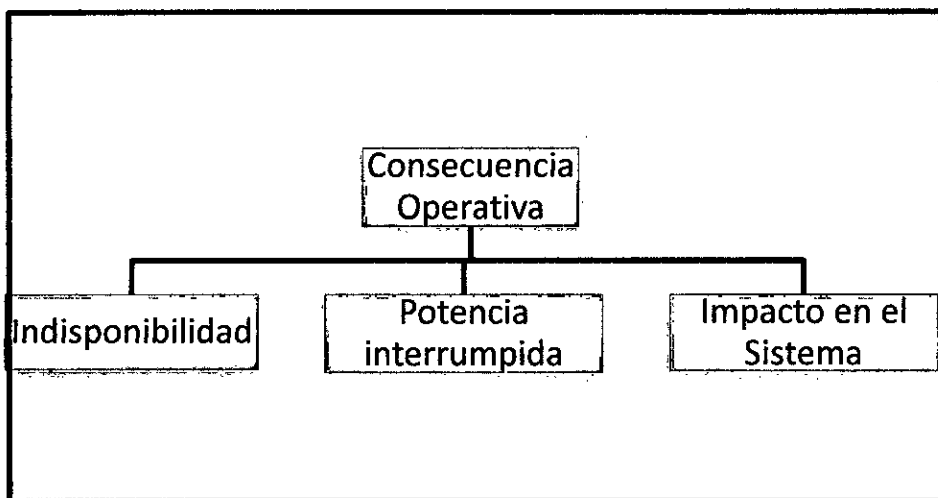 Consecuencia
Operativa
Indisponibilidad
Potencia
interrumpida
Impacto en el
Sistema